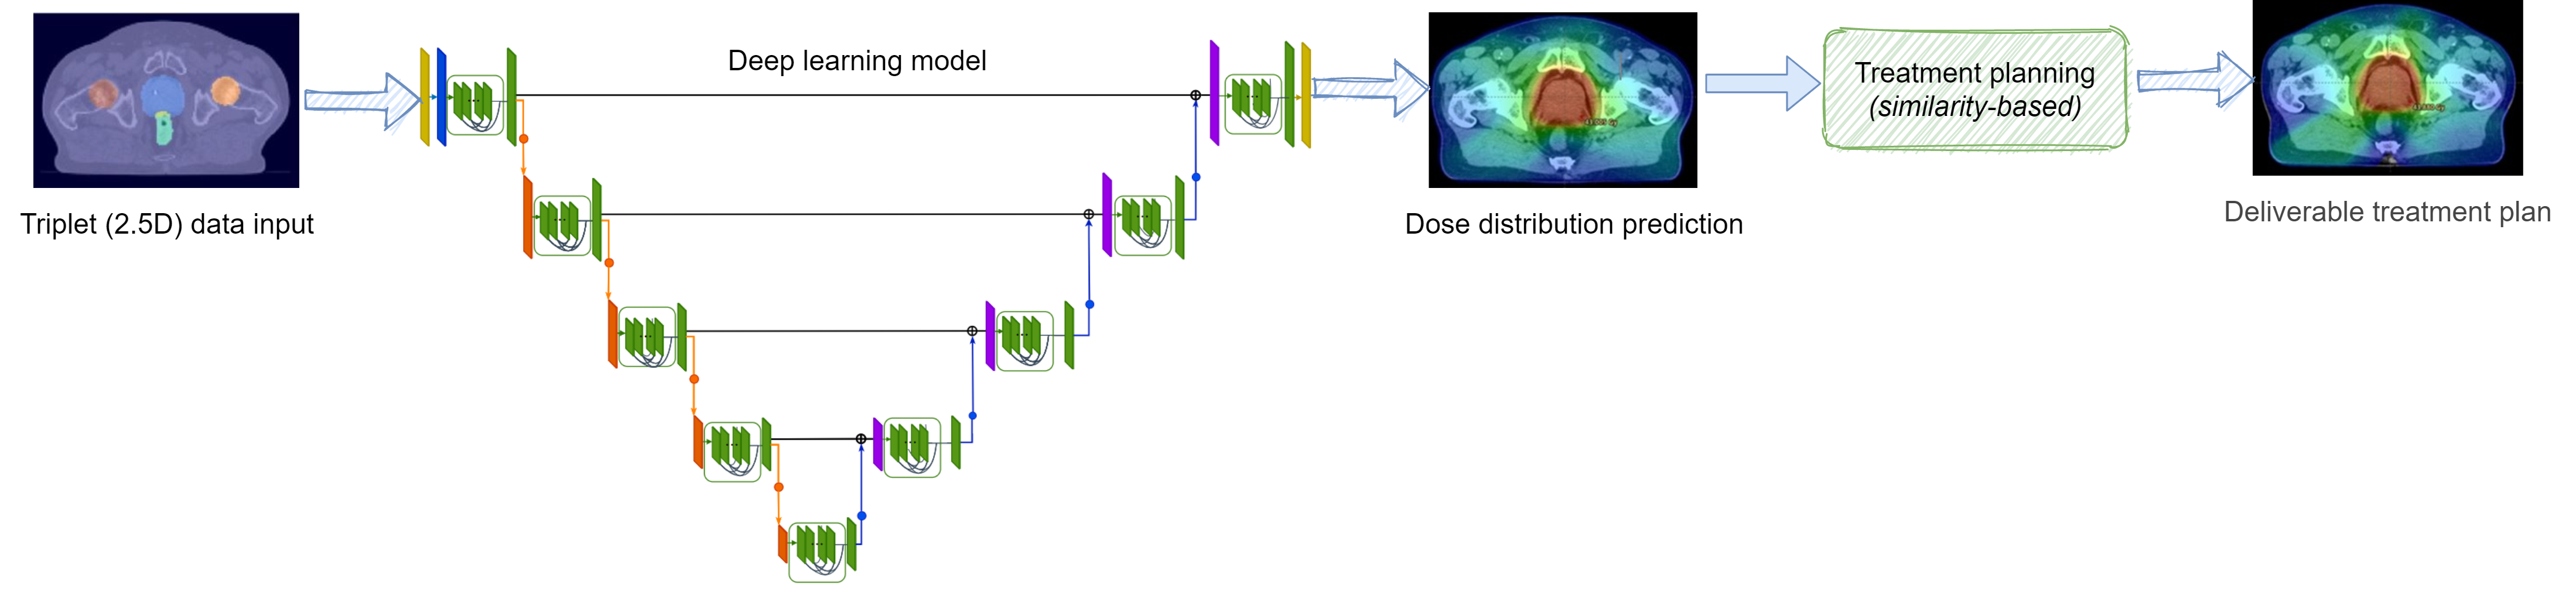 Deep learning model
Treatment planning
(similarity-based)
Triplet (2.5D) data input
Dose distribution prediction
Deliverable treatment plan